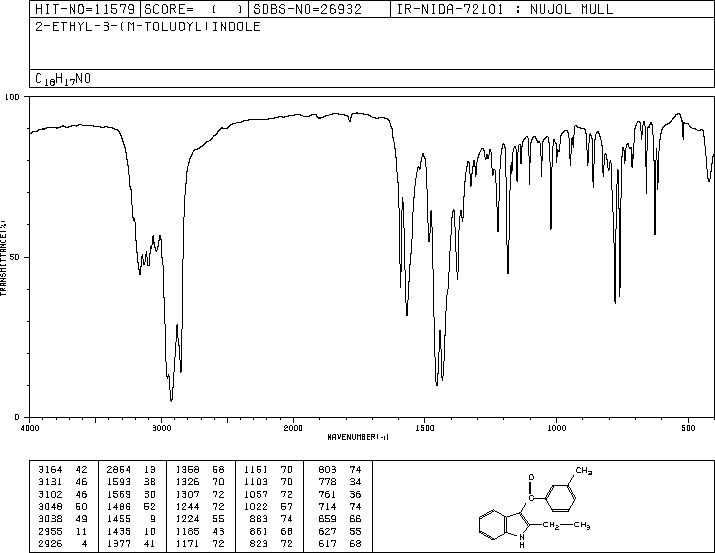 HIT-NO=11579 SCORE= ( ) SDBS-NO=26932 IR-NIDA-72101 : NUJOL MULL
2-ETHYL-3-(M-TOLUOYL)INDOLE
C18H17NO
100
50
0
TRANSMITTANCE(%)
4000 3000 2000 1500 1000 500
WAVENUMBER(-1)
3164 42 2854 13 1368 68 1151 70 803 74
3131 46 1593 38 1326 70 1103 70 778 34
3102 46 1569 30 1307 72 1057 72 761 36
3048 50 1486 52 1244 72 1022 57 714 74
3038 49 1455 9 1224 55 883 74 659 66
2955 11 1435 10 1185 43 861 68 627 55
2926 4 1377 41 1171 72 823 72 617 68
CH3
O
C
CH2 CH3
N
H